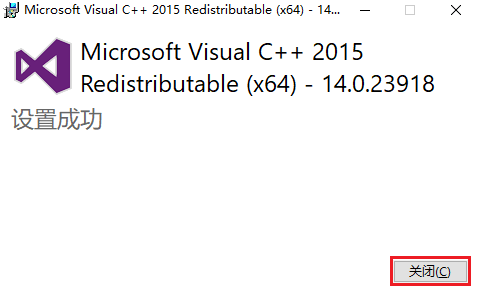 Microsoft Visual C++ 2015 Redistributable (x64) - 14...
Microsoft Visual C++ 2015
Redistributable (x64) - 14.0.23918
设置成功
关闭(C)